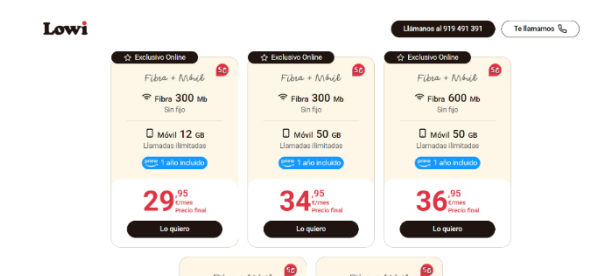 Lowi
Llámanos al 919 491 391
Te llamamos
Exclusivo Online
Fibra + Móvil
5G
Fibra 300 Mb
Sin fijo
Móvil 12 GB
Llamadas ilimitadas
prime 1 año incluido
29,95
€/mes
Precio final
Lo quiero
Exclusivo Online
Fibra + Móvil
5G
Fibra 300 Mb
Sin fijo
Móvil 50 GB
Llamadas ilimitadas
prime 1 año incluido
34,95
€/mes
Precio final
Lo quiero
Exclusivo Online
Fibra + Móvil
5G
Fibra 600 Mb
Sin fijo
Móvil 50 GB
Llamadas ilimitadas
prime 1 año incluido
36,95
€/mes
Precio final
Lo quiero
5G
5G